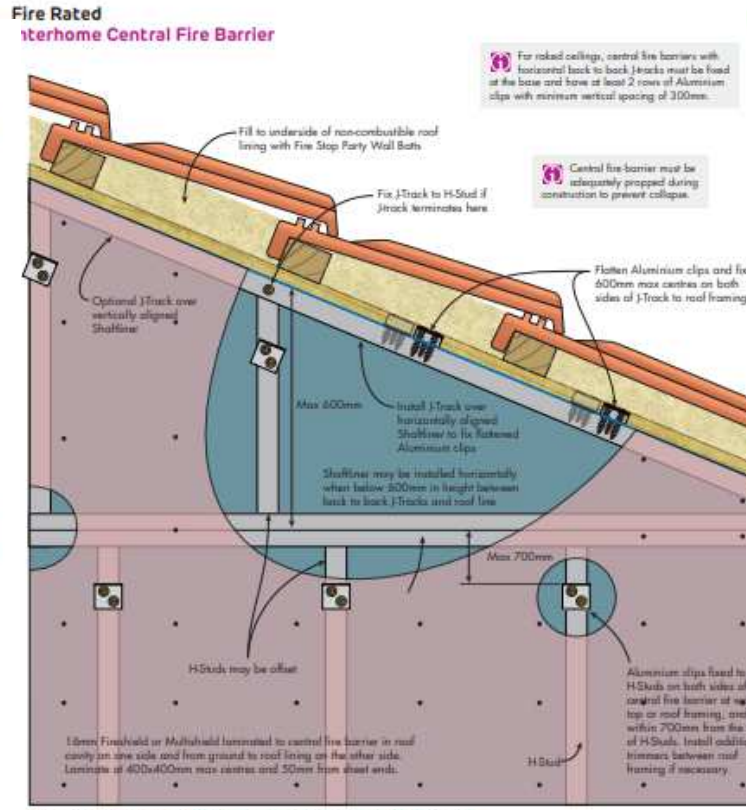 Fire Rated
nterhome Central Fire Barrier
For raked ceilings, central fire barriers with
horizontal back to back J-tracks must be fixed
at the base and have at least 2 rows of Aluminium
clips with minimum vertical spacing of 300mm.
Fill to underside of non-combustible roof
lining with Fire Stop Party Wall Batts
Central fire barrier must be
adequately propped during
construction to prevent collapse.
Fix J-Track to H-Stud if
J-track terminates here
Flatten Aluminium clips and fix
600mm max centres on both
sides of J-Track to roof framing
Optional J-Track over
vertically aligned
Shaftliner
Max 600mm
Install J-Track over
horizontally aligned
Shaftliner to fix flattened
Aluminium clips
Shaftliner may be installed horizontally
when below 600mm in height between
back to back J-Tracks and roof line
Max 700mm
H-Studs may be offset
Aluminium clips fixed to
H-Studs on both sides of
central fire barrier at
top or roof framing, and
within 700mm from the
of H-Studs. Install
trimmers between roof
framing if necessary.
16mm Fireshield or Multishield laminated to central fire barrier in roof
cavity on one side and from ground to roof lining on the other side.
Laminate at 400x400mm max centres and 50mm from sheet ends.
H-Stud